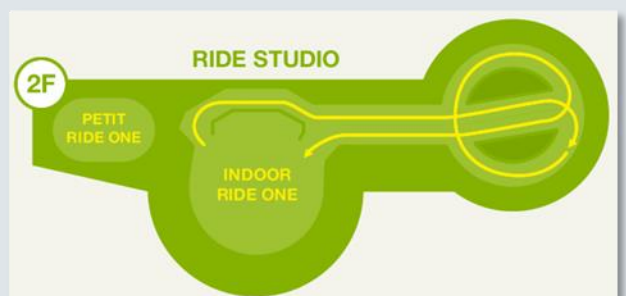 RIDE STUDIO
2F
PETIT
RIDE ONE
INDOOR
RIDE ONE